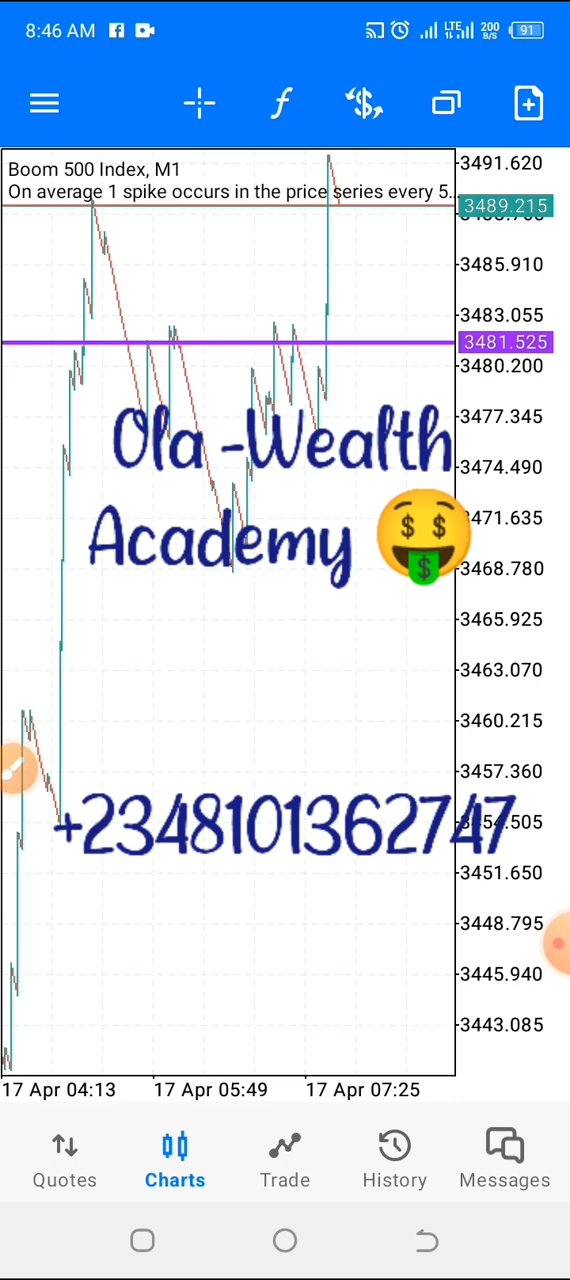 8:46 AM
LTE
200 B/S
91
Boom 500 Index, M1
On average 1 spike occurs in the price series every 5...
3491.620
3489.215
3485.910
3483.055
3481.525
3480.200
3477.345
Ola -Wealth
3474.490
3471.635
Academy 🤑
3468.780
3465.925
3463.070
3460.215
3457.360
+2348101362747
3451.650
3448.795
3445.940
3443.085
17 Apr 04:13
17 Apr 05:49
17 Apr 07:25
Quotes
Charts
Trade
History
Messages